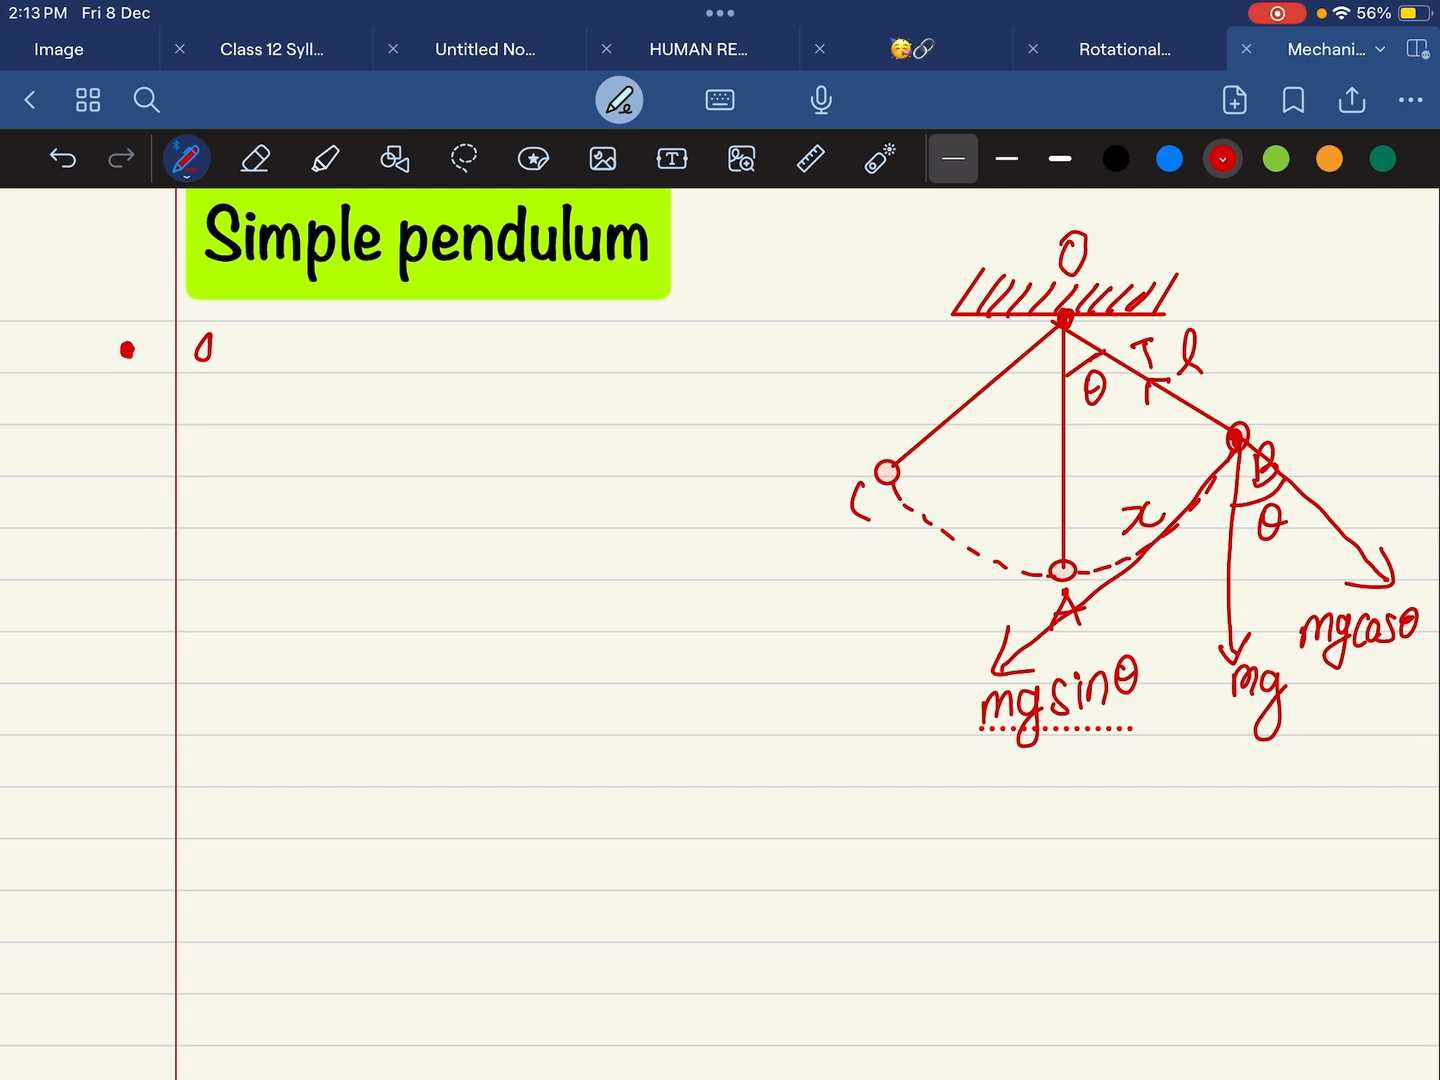 2:13 PM Fri 8 Dec
56%
Image
Class 12 Syll...
Untitled No...
HUMAN RE...
Rotational...
Mechani...
Simple pendulum
O
T
l
θ
B
C
x
θ
A
mgcosθ
mgsinθ
mg